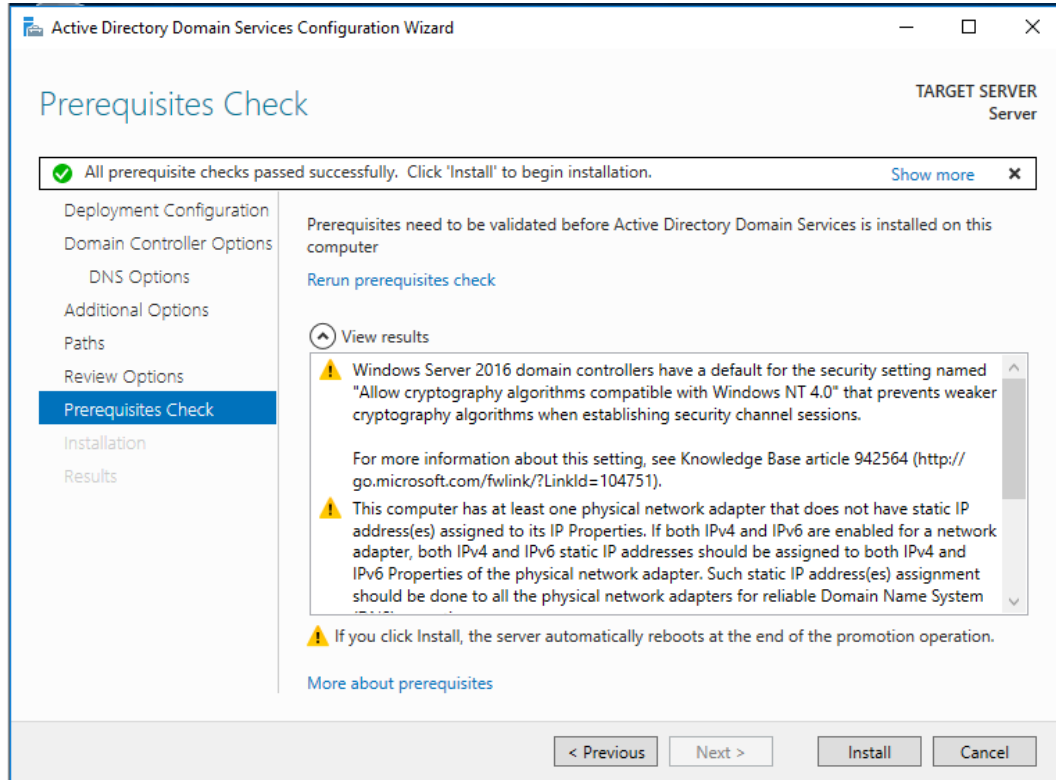 Active Directory Domain Services Configuration Wizard
Prerequisites Check
TARGET SERVER
Server
All prerequisite checks passed successfully.  Click 'Install' to begin installation.
Show more
Deployment Configuration
Domain Controller Options
DNS Options
Additional Options
Paths
Review Options
Prerequisites Check
Installation
Results
Prerequisites need to be validated before Active Directory Domain Services is installed on this
computer
Rerun prerequisites check
View results
Windows Server 2016 domain controllers have a default for the security setting named
"Allow cryptography algorithms compatible with Windows NT 4.0" that prevents weaker
cryptography algorithms when establishing security channel sessions.
For more information about this setting, see Knowledge Base article 942564 (http://
go.microsoft.com/fwlink/?LinkId=104751).
This computer has at least one physical network adapter that does not have static IP
address(es) assigned to its IP Properties. If both IPv4 and IPv6 are enabled for a network
adapter, both IPv4 and IPv6 static IP addresses should be assigned to both IPv4 and
IPv6 Properties of the physical network adapter. Such static IP address(es) assignment
should be done to all the physical network adapters for reliable Domain Name System
If you click Install, the server automatically reboots at the end of the promotion operation.
More about prerequisites
< Previous
Next >
Install
Cancel